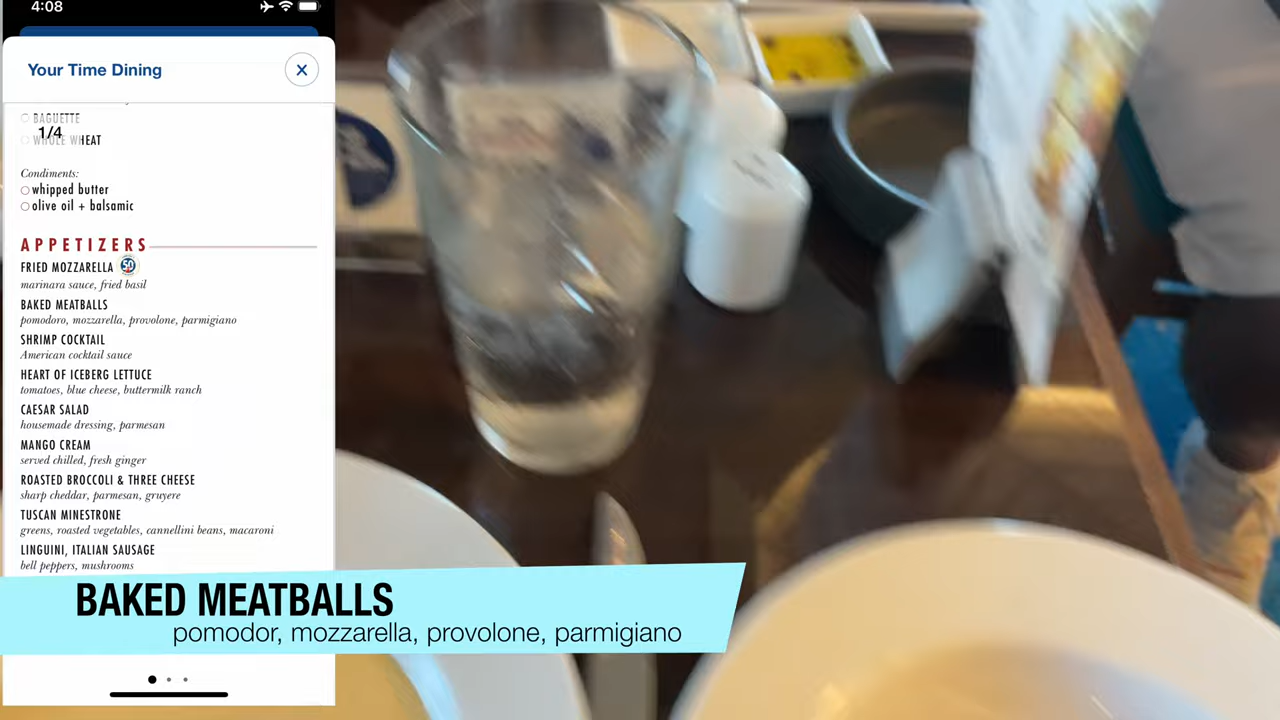 4:08
Your Time Dining
BAGUETTE
1/4
WHOLE WHEAT
Condiments:
whipped butter
olive oil + balsamic
APPETIZERS
FRIED MOZZARELLA 50
marinara sauce, fried basil
BAKED MEATBALLS
pomodoro, mozzarella, provolone, parmigiano
SHRIMP COCKTAIL
American cocktail sauce
HEART OF ICEBERG LETTUCE
tomatoes, blue cheese, buttermilk ranch
CAESAR SALAD
housemade dressing, parmesan
MANGO CREAM
served chilled, fresh ginger
ROASTED BROCCOLI & THREE CHEESE
sharp cheddar, parmesan, gruyere
TUSCAN MINESTRONE
greens, roasted vegetables, cannellini beans, macaroni
LINGUINI, ITALIAN SAUSAGE
bell peppers, mushrooms
BAKED MEATBALLS
pomodor, mozzarella, provolone, parmigiano